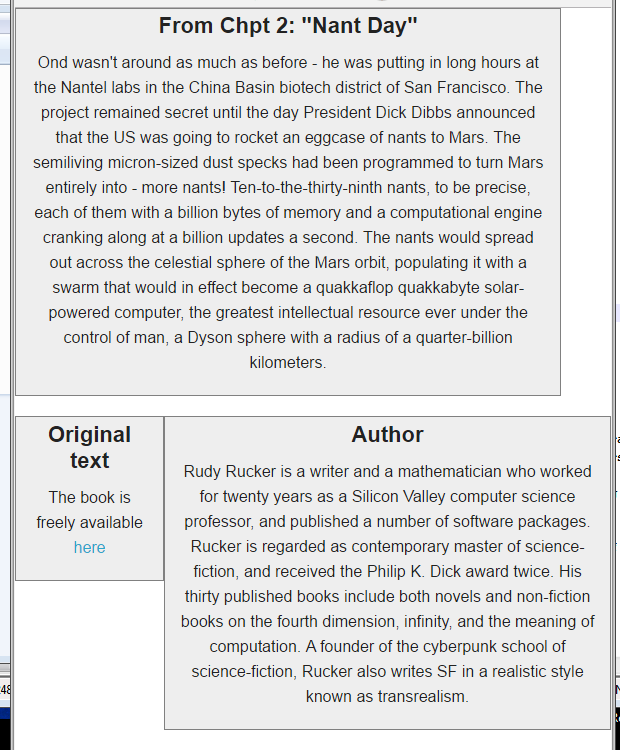 From Chpt 2: "Nant Day"
Ond wasn't around as much as before - he was putting in long hours at
the Nantel labs in the China Basin biotech district of San Francisco. The
project remained secret until the day President Dick Dibbs announced
that the US was going to rocket an eggcase of nants to Mars. The
semiliving micron-sized dust specks had been programmed to turn Mars
entirely into - more nants! Ten-to-the-thirty-ninth nants, to be precise,
each of them with a billion bytes of memory and a computational engine
cranking along at a billion updates a second. The nants would spread
out across the celestial sphere of the Mars orbit, populating it with a
swarm that would in effect become a quakkaflop quakkabyte solar-
powered computer, the greatest intellectual resource ever under the
control of man, a Dyson sphere with a radius of a quarter-billion
kilometers.
Original
text
The book is
freely available
here
Author
Rudy Rucker is a writer and a mathematician who worked
for twenty years as a Silicon Valley computer science
professor, and published a number of software packages.
Rucker is regarded as contemporary master of science-
fiction, and received the Philip K. Dick award twice. His
thirty published books include both novels and non-fiction
books on the fourth dimension, infinity, and the meaning of
computation. A founder of the cyberpunk school of
science-fiction, Rucker also writes SF in a realistic style
known as transrealism.